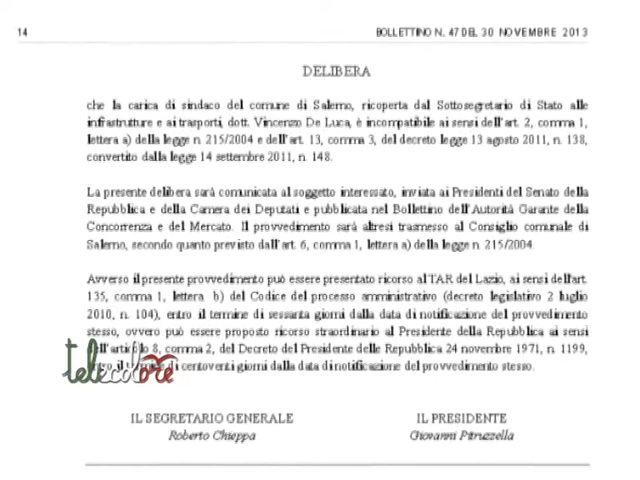 14 BOLLETTINO N. 47 DEL 30 NOVEMBRE 2013
DELIBERA
che la carica di sindaco del comune di Salerno, ricoperta dal Sottosegretario di Stato alle
infrastrutture e ai trasporti, dott. Vincenzo De Luca, è incompatibile ai sensi dell'art. 2, comma 1,
lettera a) della legge n. 215/2004 e dell'art. 13, comma 3, del decreto legge 13 agosto 2011, n. 138,
convertito dalla legge 14 settembre 2011, n. 148.
La presente delibera sarà comunicata al soggetto interessato, inviata ai Presidenti del Senato della
Repubblica e della Camera dei Deputati e pubblicata nel Bollettino dell'Autorità Garante della
Concorrenza e del Mercato. Il provvedimento sarà altresì trasmesso al Consiglio comunale di
Salerno, secondo quanto previsto dall'art. 6, comma 1, lettera a) della legge n. 215/2004.
Avverso il presente provvedimento può essere presentato ricorso al TAR del Lazio, ai sensi dell'art.
135, comma 1, lettera b) del Codice del processo amministrativo (decreto legislativo 2 luglio
2010, n. 104), entro il termine di sessanta giorni dalla data di notificazione del provvedimento
stesso, ovvero può essere proposto ricorso straordinario al Presidente della Repubblica ai sensi
dell'articolo 8, comma 2, del Decreto del Presidente delle Repubblica 24 novembre 1971, n. 1199,
il di centoventi giorni dalla data di notificazione del provvedimento stesso.
telecolore
IL SEGRETARIO GENERALE IL PRESIDENTE
Roberto Chieppa Giovanni Pitruzzella